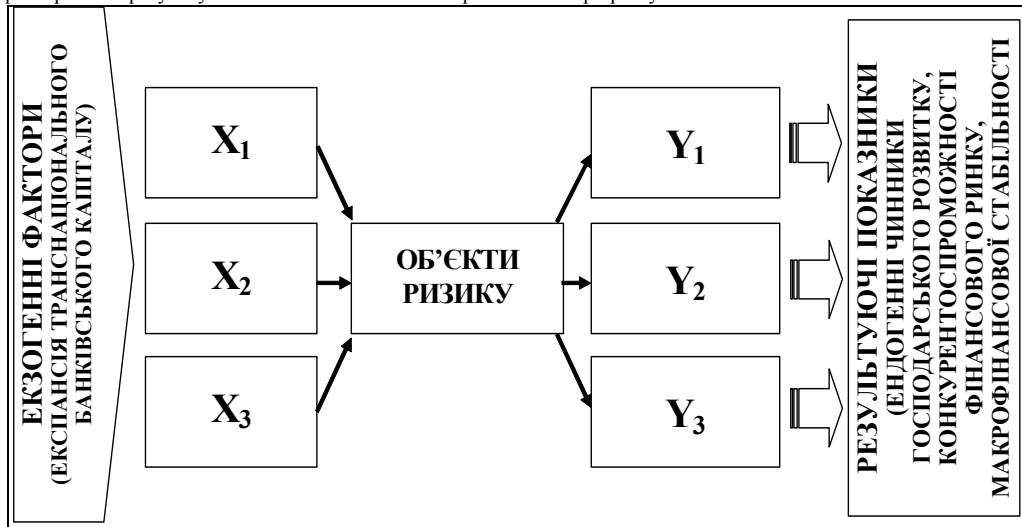 ЕКЗОГЕННІ ФАКТОРИ
(ЕКСПАНСІЯ ТРАНСНАЦІОНАЛЬНОГО
БАНКІВСЬКОГО КАПІТАЛУ)
X1
X2
X3
ОБ’ЄКТИ
РИЗИКУ
Y1
Y2
Y3
РЕЗУЛЬТУЮЧІ ПОКАЗНИКИ
(ЕНДОГЕННІ ЧИННИКИ
ГОСПОДАРСЬКОГО РОЗВИТКУ,
КОНКУРЕНТОСПРОМОЖНОСТІ
ФІНАНСОВОГО РИНКУ,
МАКРОФІНАНСОВОЇ СТАБІЛЬНОСТІ